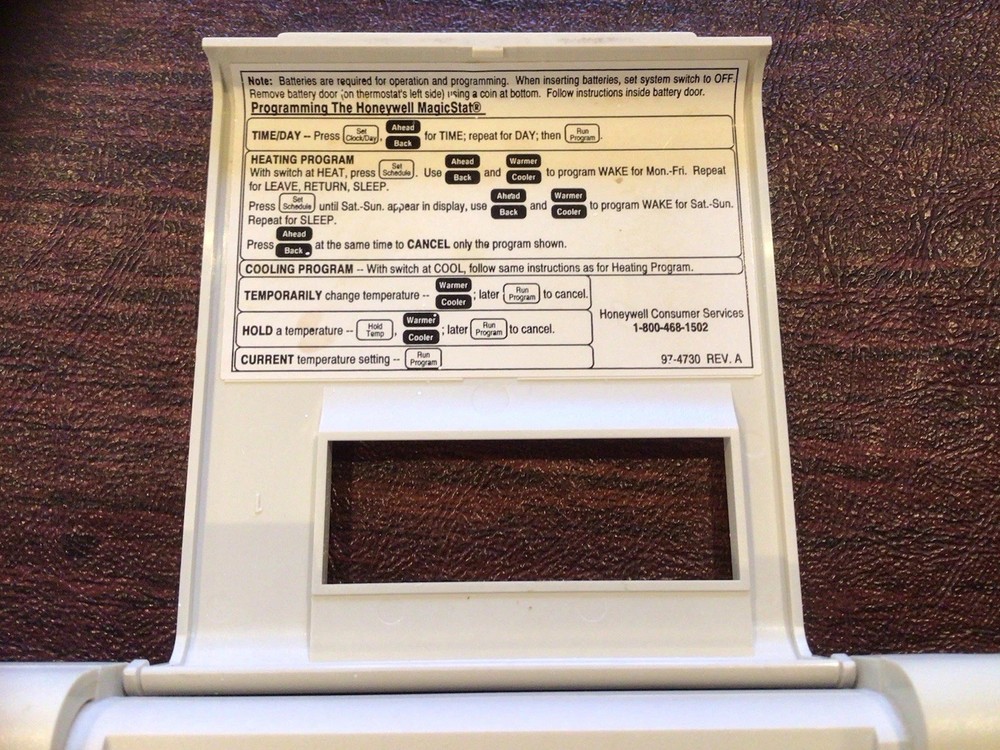 Note: Batteries are required for operation and programming. When inserting batteries, set system switch to OFF.
Remove battery door (on thermostat's left side) using a coin at bottom. Follow instructions inside battery door.
Programming The Honeywell MagicStat®
TIME/DAY -- Press Set Clock/Day, Ahead Back for TIME; repeat for DAY; then Run Program.
HEATING PROGRAM
With switch at HEAT, press Set Schedule. Use Ahead Back and Warmer Cooler to program WAKE for Mon.-Fri. Repeat
for LEAVE, RETURN, SLEEP.
Press Set Schedule until Sat.-Sun. appear in display, use Ahead Back and Warmer Cooler to program WAKE for Sat.-Sun.
Repeat for SLEEP.
Press Ahead Back at the same time to CANCEL only the program shown.
COOLING PROGRAM -- With switch at COOL, follow same instructions as for Heating Program.
TEMPORARILY change temperature -- Warmer Cooler; later Run Program to cancel.
HOLD a temperature -- Hold Temp, Warmer Cooler; later Run Program to cancel.
CURRENT temperature setting -- Run Program
Honeywell Consumer Services
1-800-468-1502
97-4730 REV. A